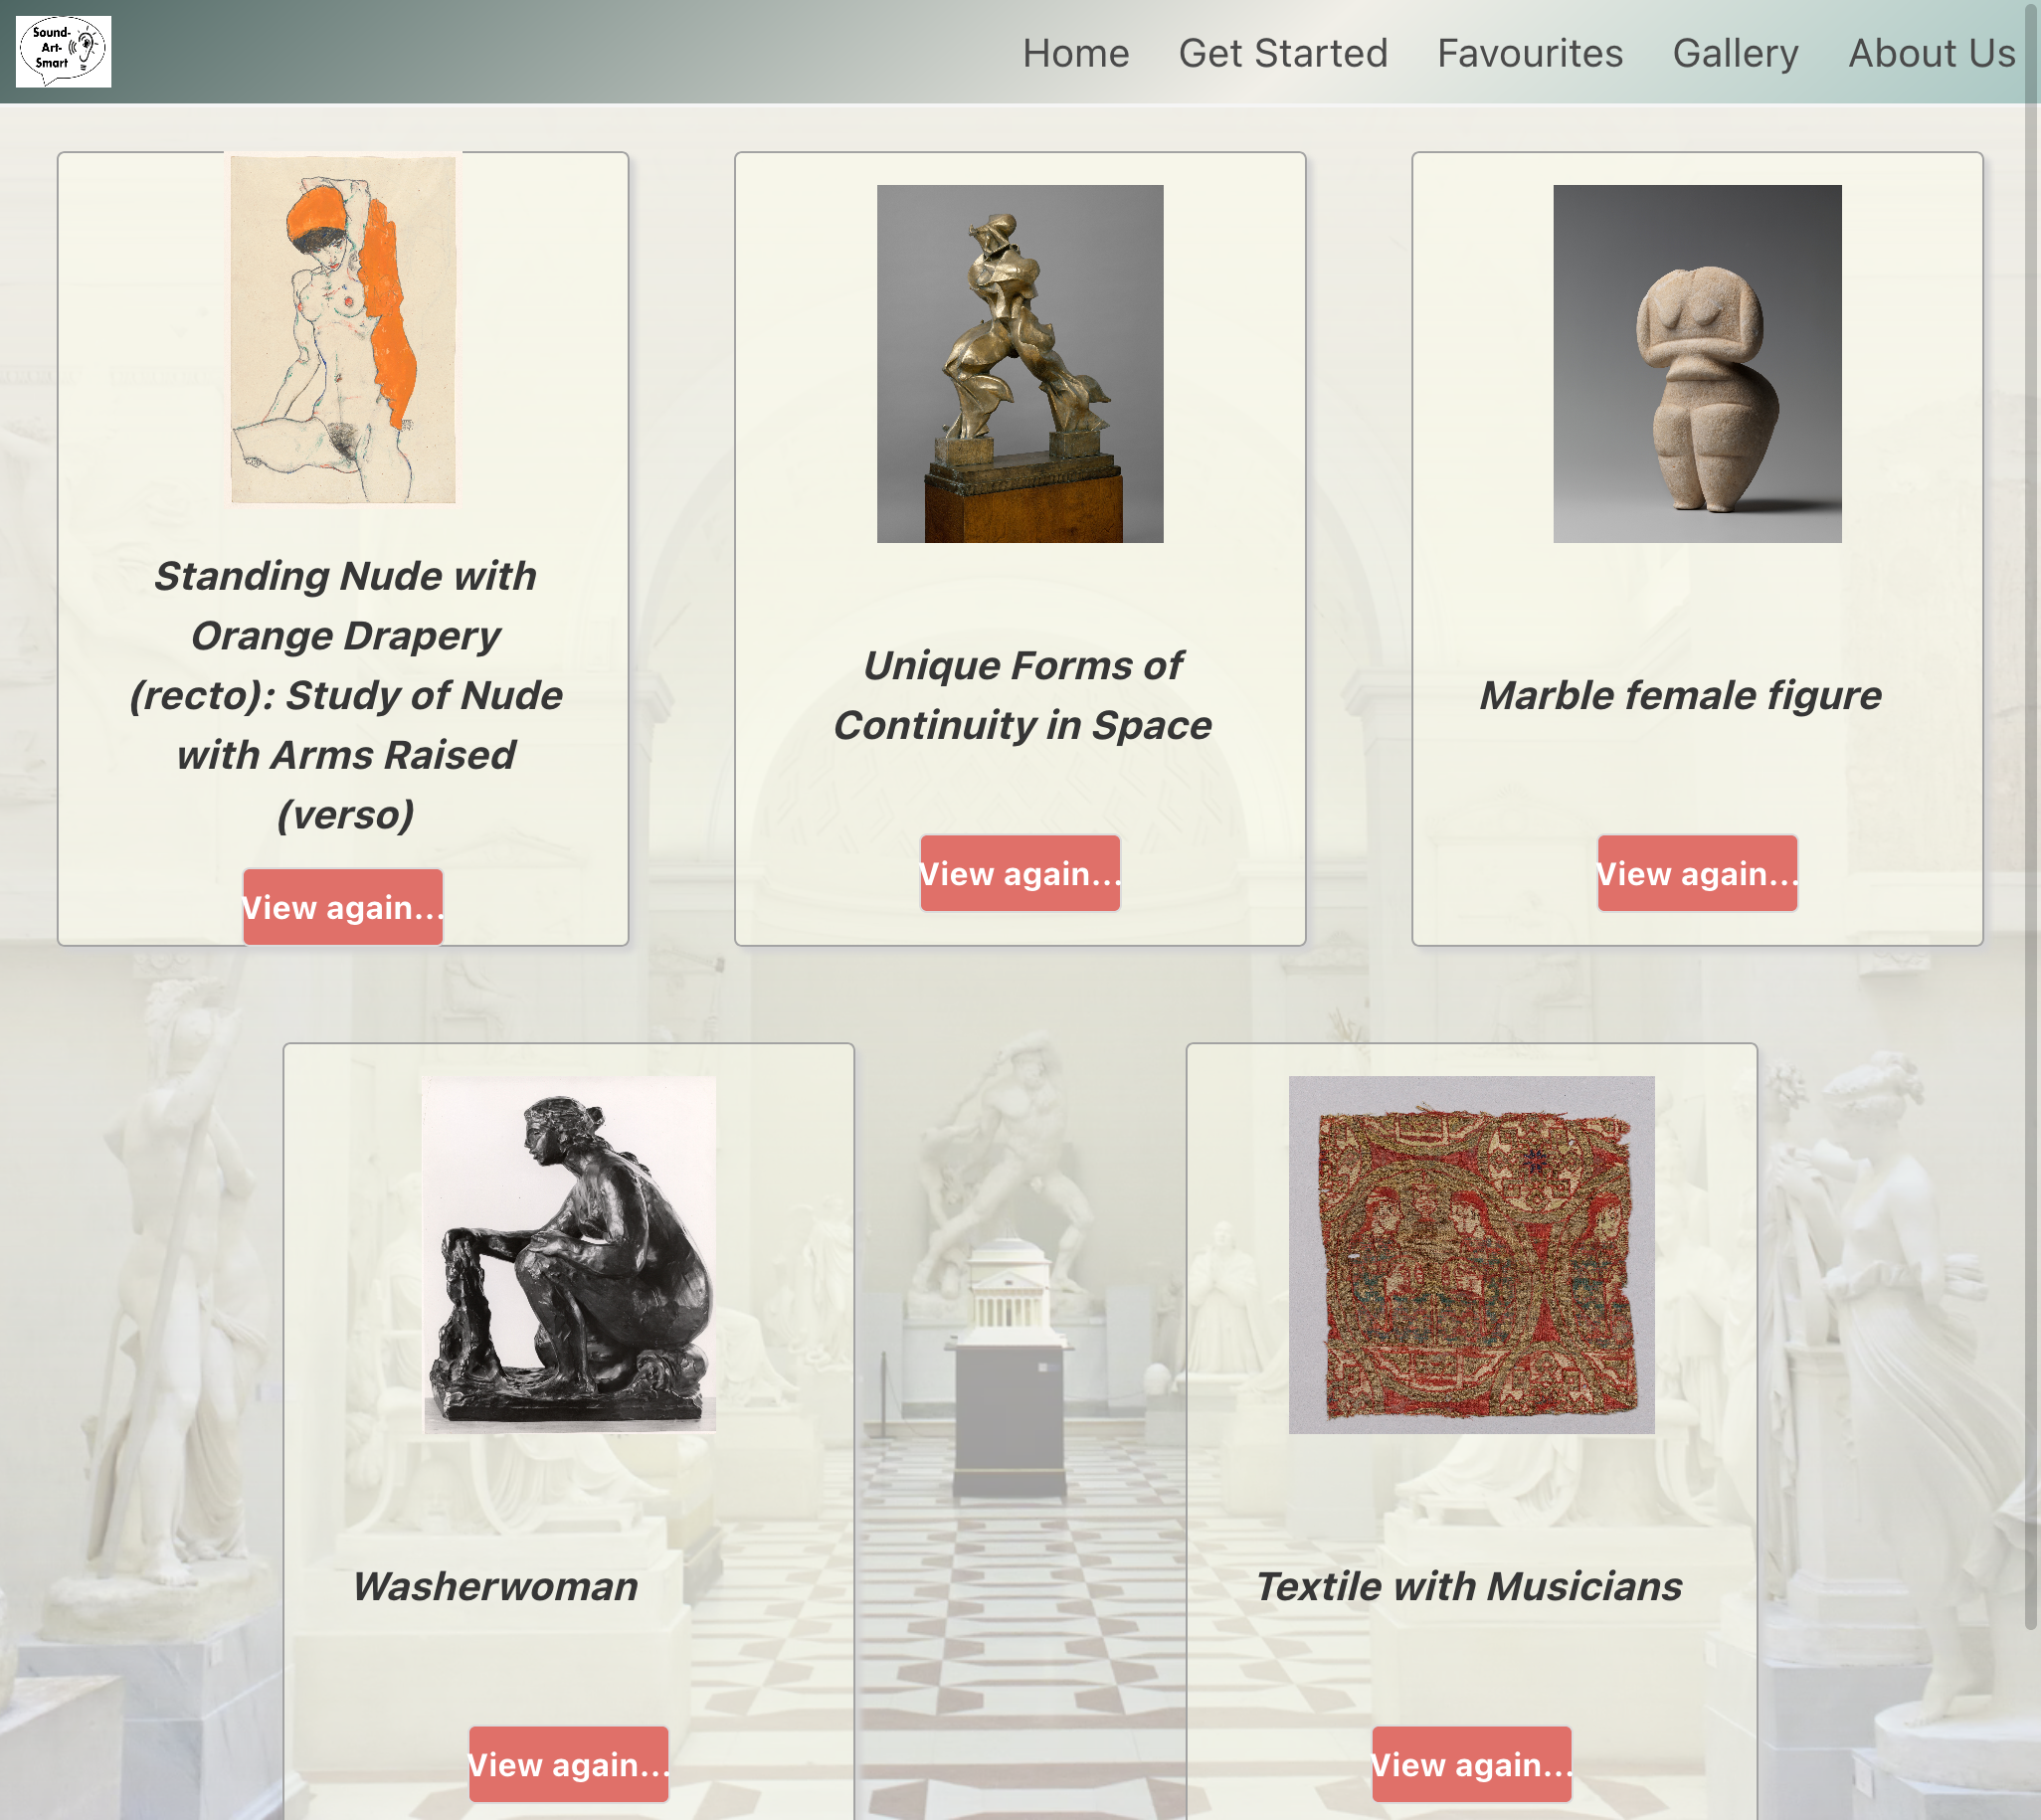 Sound-
Art-
Smart
Home Get Started Favourites Gallery About Us
Standing Nude with
Orange Drapery
(recto): Study of Nude
with Arms Raised
(verso)
View again...
Unique Forms of
Continuity in Space
View again...
Marble female figure
View again...
Washerwoman
View again...
Textile with Musicians
View again...